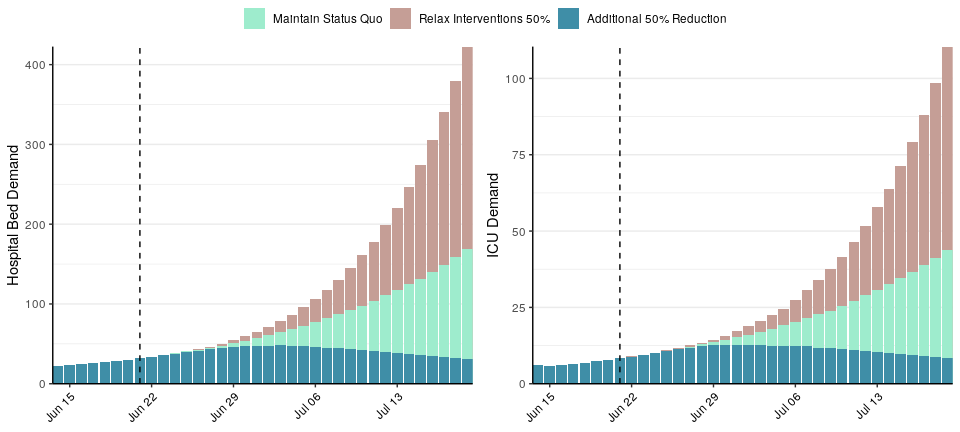 Maintain Status Quo Relax Interventions 50% Additional 50% Reduction
Hospital Bed Demand
400
300
200
100
0
Jun 15 Jun 22 Jun 29 Jul 06 Jul 13
ICU Demand
100
75
50
25
0
Jun 15 Jun 22 Jun 29 Jul 06 Jul 13